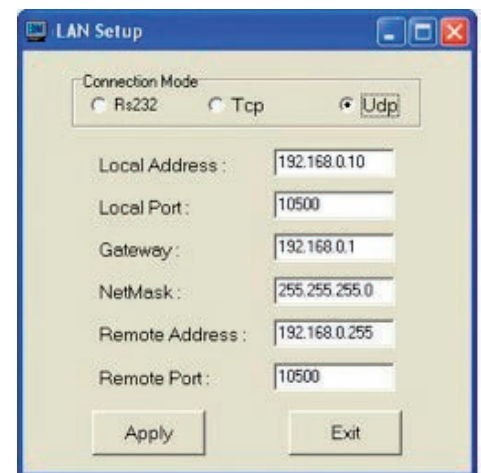 LAN Setup
Connection Mode
Rs232 Tcp Udp
Local Address : 192.168.0.10
Local Port : 10500
Gateway : 192.168.0.1
NetMask : 255.255.255.0
Remote Address : 192.168.0.255
Remote Port : 10500
Apply Exit